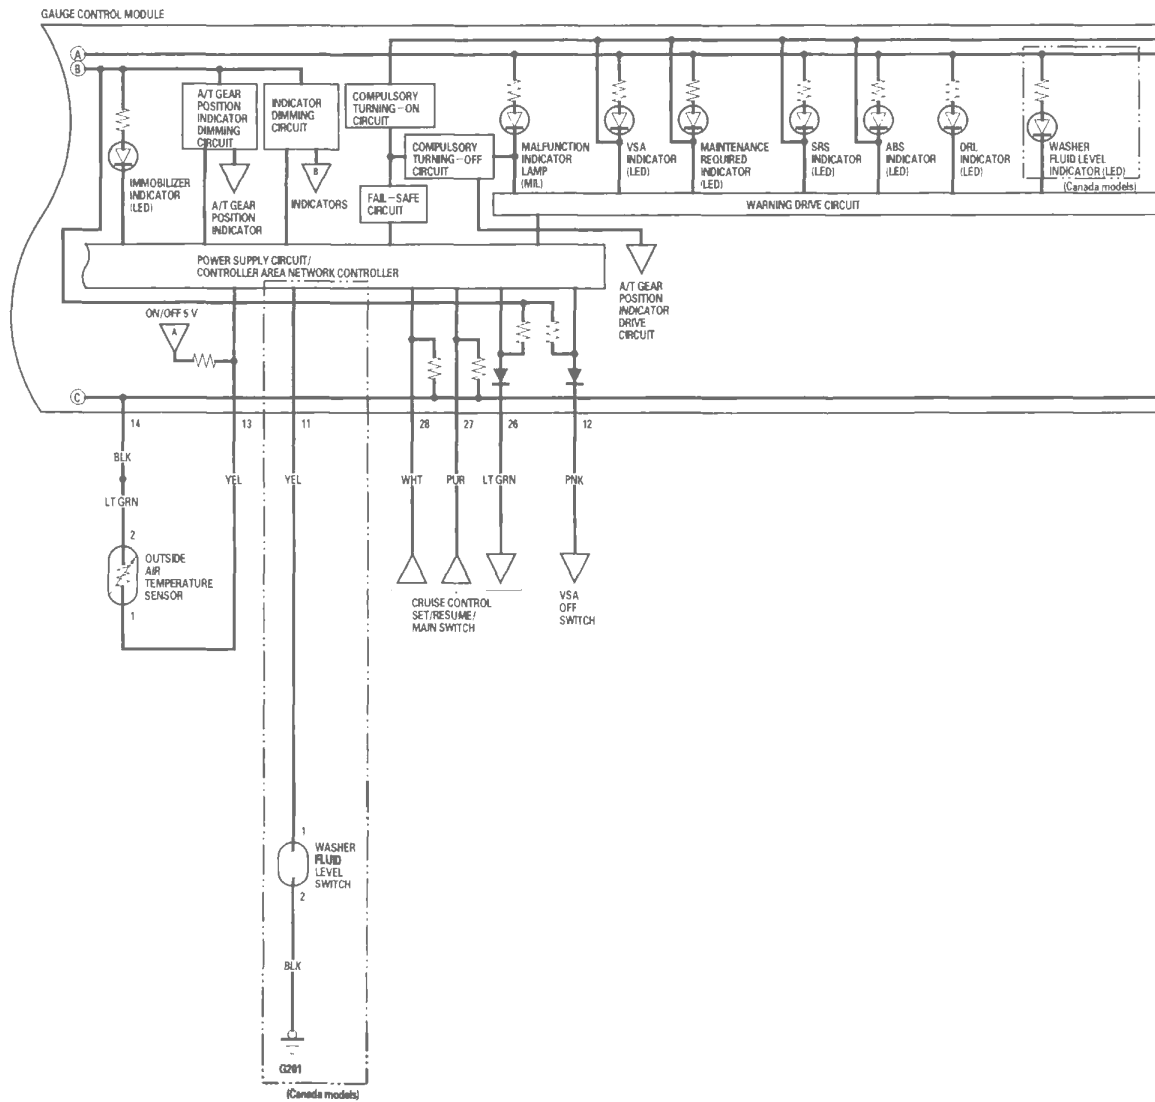 GAUGE CONTROL MODULE
A
B
A/T GEAR
POSITION
INDICATOR
DIMMING
CIRCUIT
INDICATOR
DIMMING
CIRCUIT
COMPULSORY
TURNING-ON
CIRCUIT
COMPULSORY
TURNING-OFF
CIRCUIT
FAIL-SAFE
CIRCUIT
IMMOBILIZER
INDICATOR
(LED)
A/T GEAR
POSITION
INDICATOR
B
INDICATORS
MALFUNCTION
INDICATOR
LAMP
(MIL)
VSA
INDICATOR
(LED)
MAINTENANCE
REQUIRED
INDICATOR
(LED)
SRS
INDICATOR
(LED)
ABS
INDICATOR
(LED)
DRL
INDICATOR
(LED)
WASHER
FLUID LEVEL
INDICATOR (LED)
(Canada models)
WARNING DRIVE CIRCUIT
POWER SUPPLY CIRCUIT/
CONTROLLER AREA NETWORK CONTROLLER
A/T GEAR
POSITION
INDICATOR
DRIVE
CIRCUIT
ON/OFF 5 V
A
C
14
13
11
28
27
26
12
BLK
LT GRN
YEL
YEL
WHT
PUR
LT GRN
PNK
2
OUTSIDE
AIR
TEMPERATURE
SENSOR
1
CRUISE CONTROL
SET/RESUME/
MAIN SWITCH
VSA
OFF
SWITCH
1
WASHER
FLUID
LEVEL
SWITCH
2
BLK
G201
(Canada models)